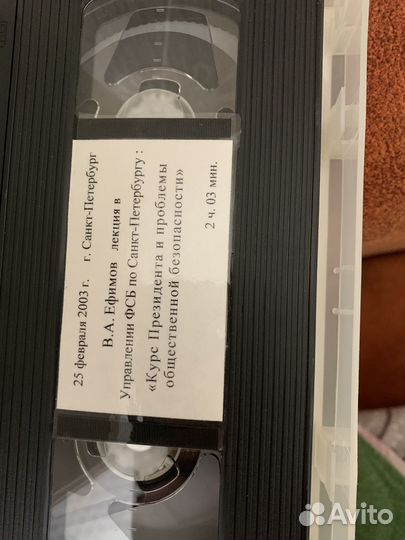 25 февраля 2003 г. г. Санкт-Петербург
В.А. Ефимов лекция в
Управлении ФСБ по Санкт-Петербургу :
«Курс Президента и проблемы
общественной безопасности»
2 ч. 03 мин.
Avito